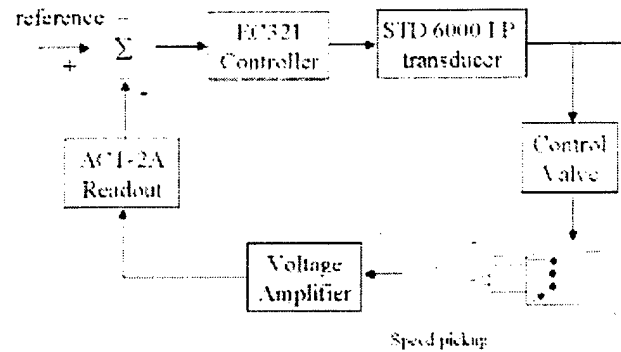 reference
+
Σ
-
EC321
Controller
STD 6000 I/P
transducer
Control
Valve
AC1-2A
Readout
Voltage
Amplifier
Speed pickup